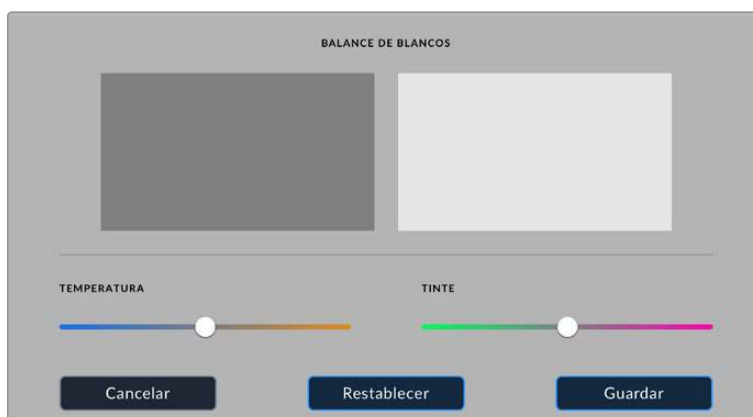 BALANCE DE BLANCOS
TEMPERATURA
TINTE
Cancelar
Restablecer
Guardar